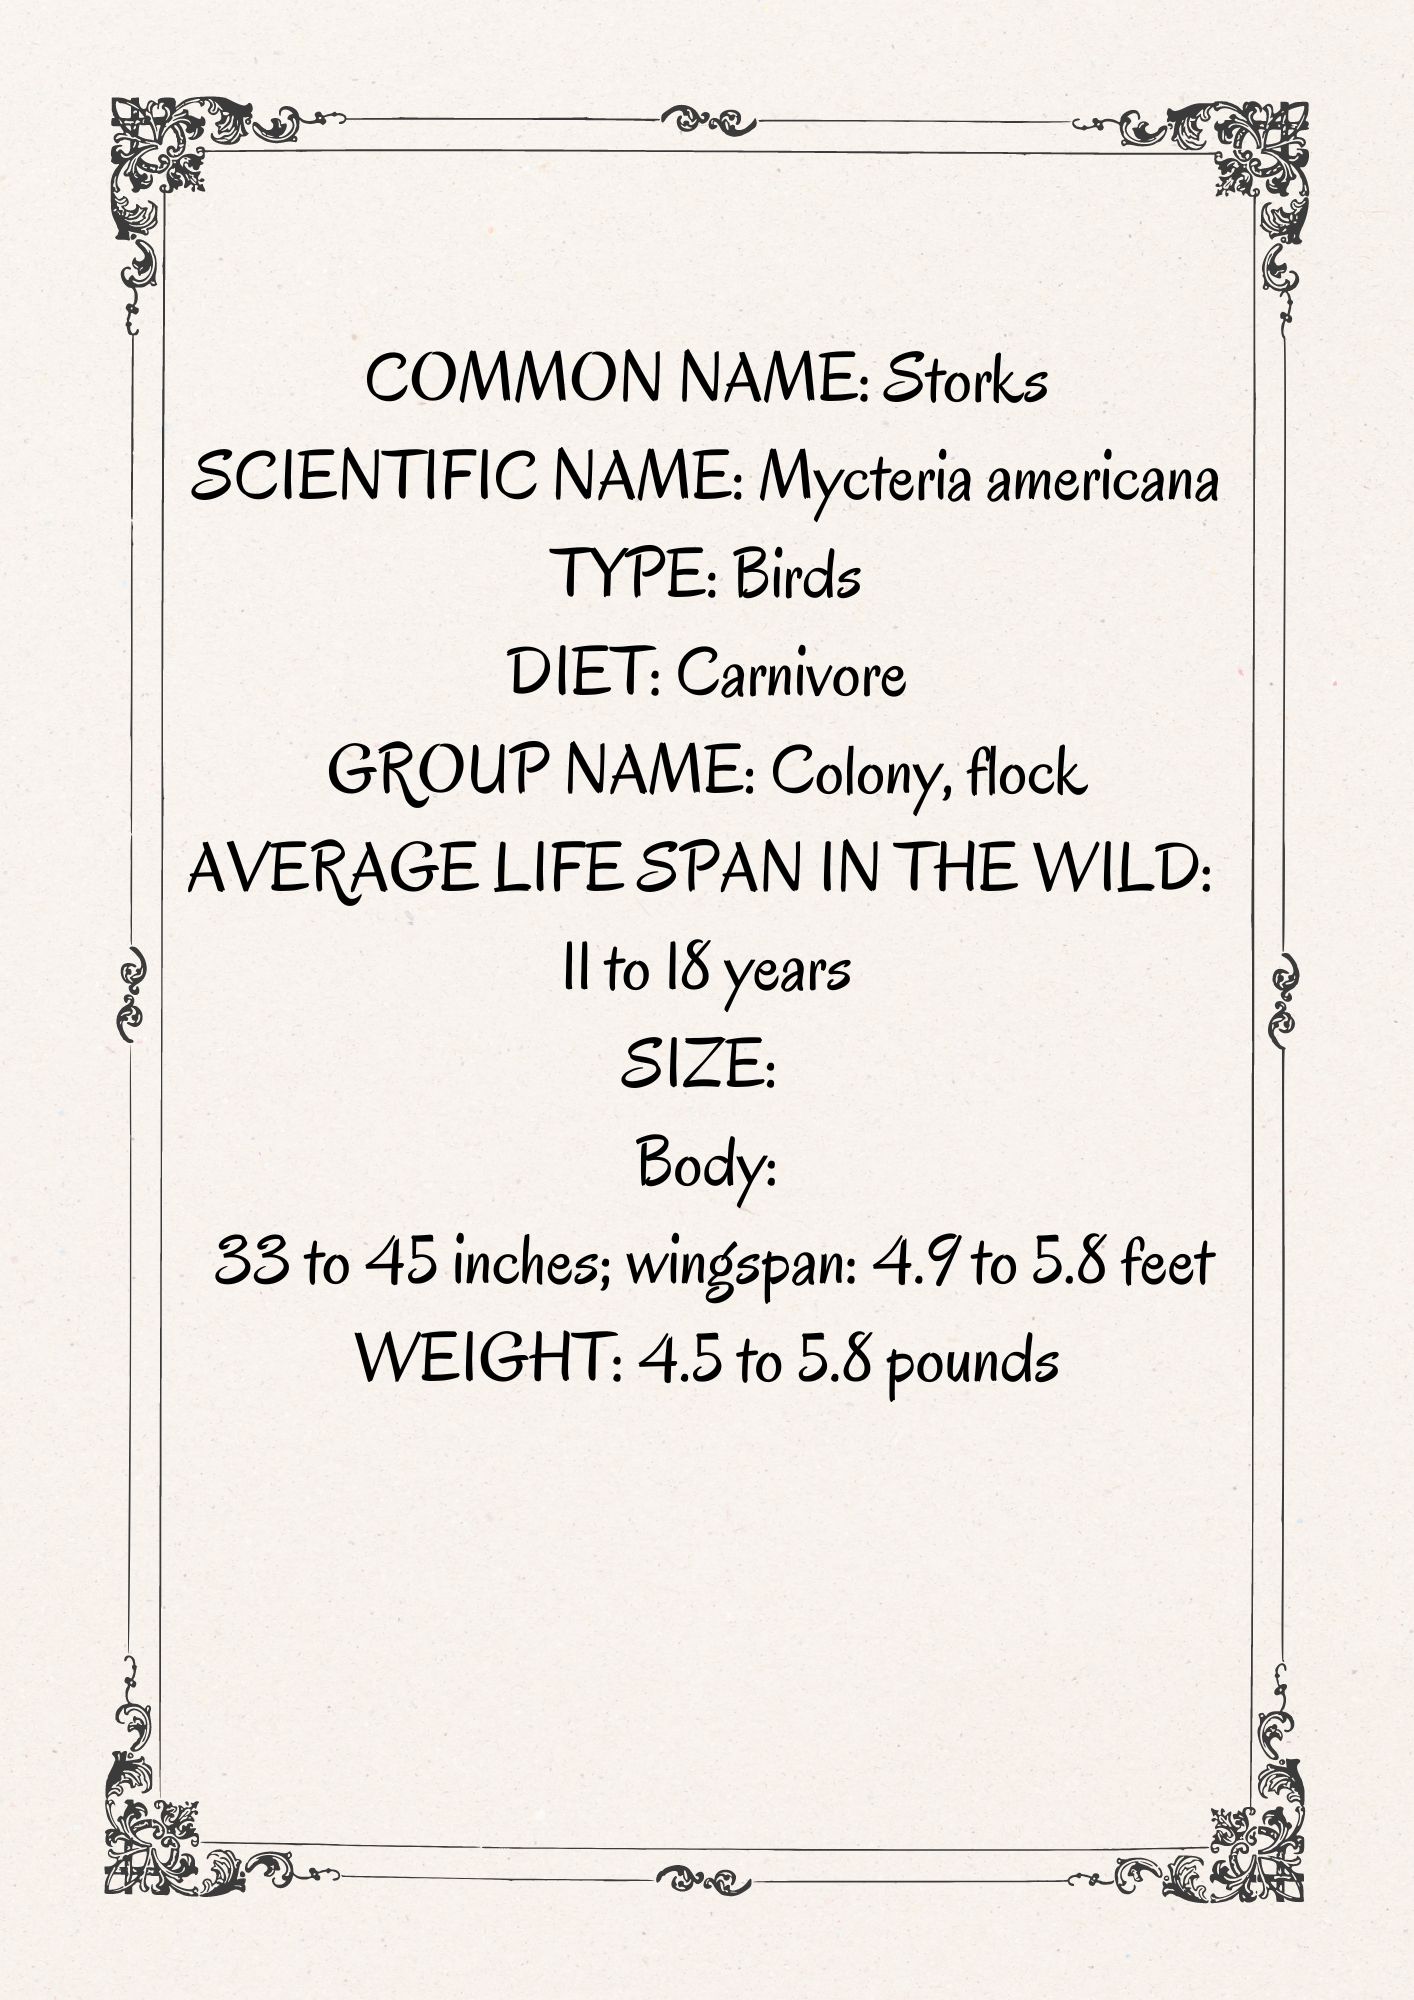 COMMON NAME: Storks
SCIENTIFIC NAME: Mycteria americana
TYPE: Birds
DIET: Carnivore
GROUP NAME: Colony, flock
AVERAGE LIFE SPAN IN THE WILD:
11 to 18 years
SIZE:
Body:
33 to 45 inches; wingspan: 4.9 to 5.8 feet
WEIGHT: 4.5 to 5.8 pounds